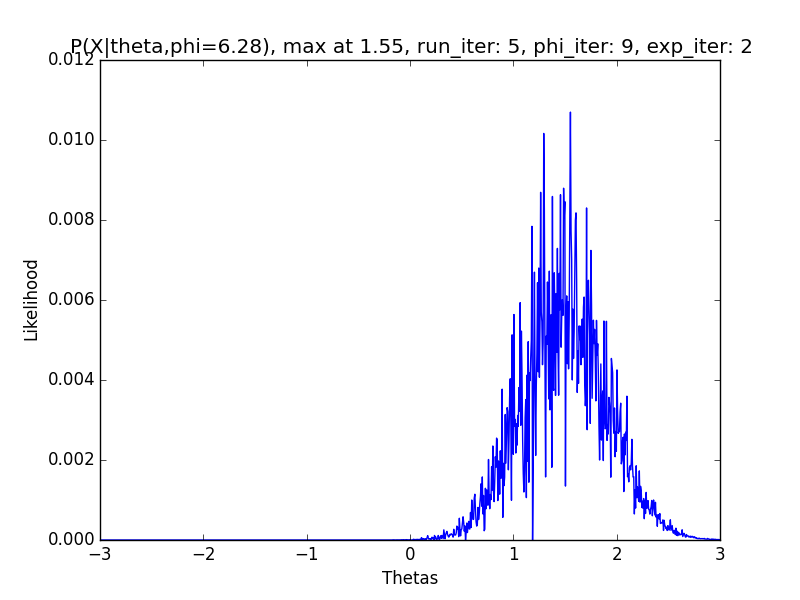 P(X|theta,phi=6.28), max at 1.55, run_iter: 5, phi_iter: 9, exp_iter: 2
0.012
0.010
0.008
0.006
0.004
0.002
0.000
Likelihood
−3 −2 −1 0 1 2 3
Thetas